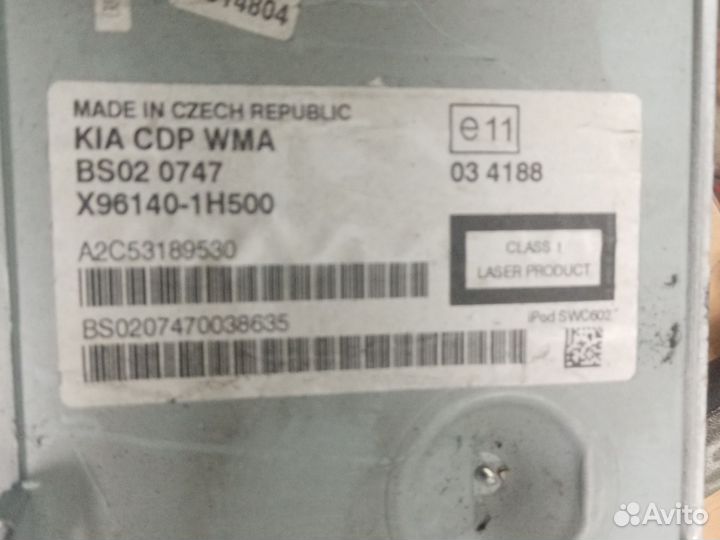 14804
MADE IN CZECH REPUBLIC
KIA CDP WMA
BS02 0747
X96140-1H500
e11
03 4188
A2C53189530
CLASS 1
LASER PRODUCT
BS0207470038635
iPod SWC602
Avito